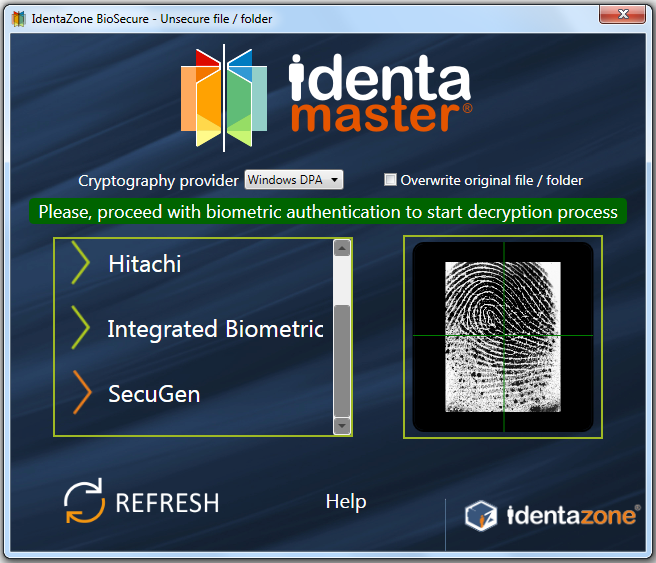 IdentaZone BioSecure - Unsecure file / folder
identa
master®
Cryptography provider Windows DPA Overwrite original file / folder
Please, proceed with biometric authentication to start decryption process
Hitachi
Integrated Biometric
SecuGen
REFRESH
Help
identazone®